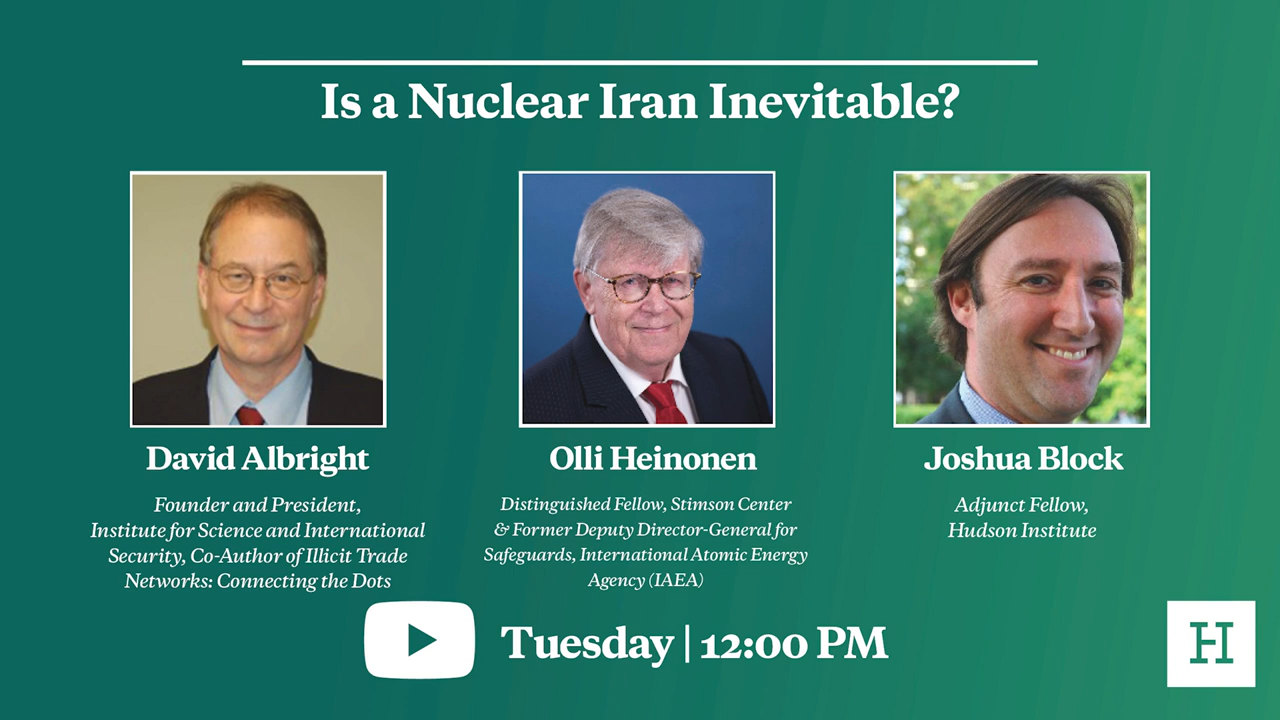 Is a Nuclear Iran Inevitable?
David Albright
Founder and President,
Institute for Science and International
Security, Co-Author of Illicit Trade
Networks: Connecting the Dots
Olli Heinonen
Distinguished Fellow, Stimson Center
& Former Deputy Director-General for
Safeguards, International Atomic Energy
Agency (IAEA)
Joshua Block
Adjunct Fellow,
Hudson Institute
Tuesday | 12:00 PM
H